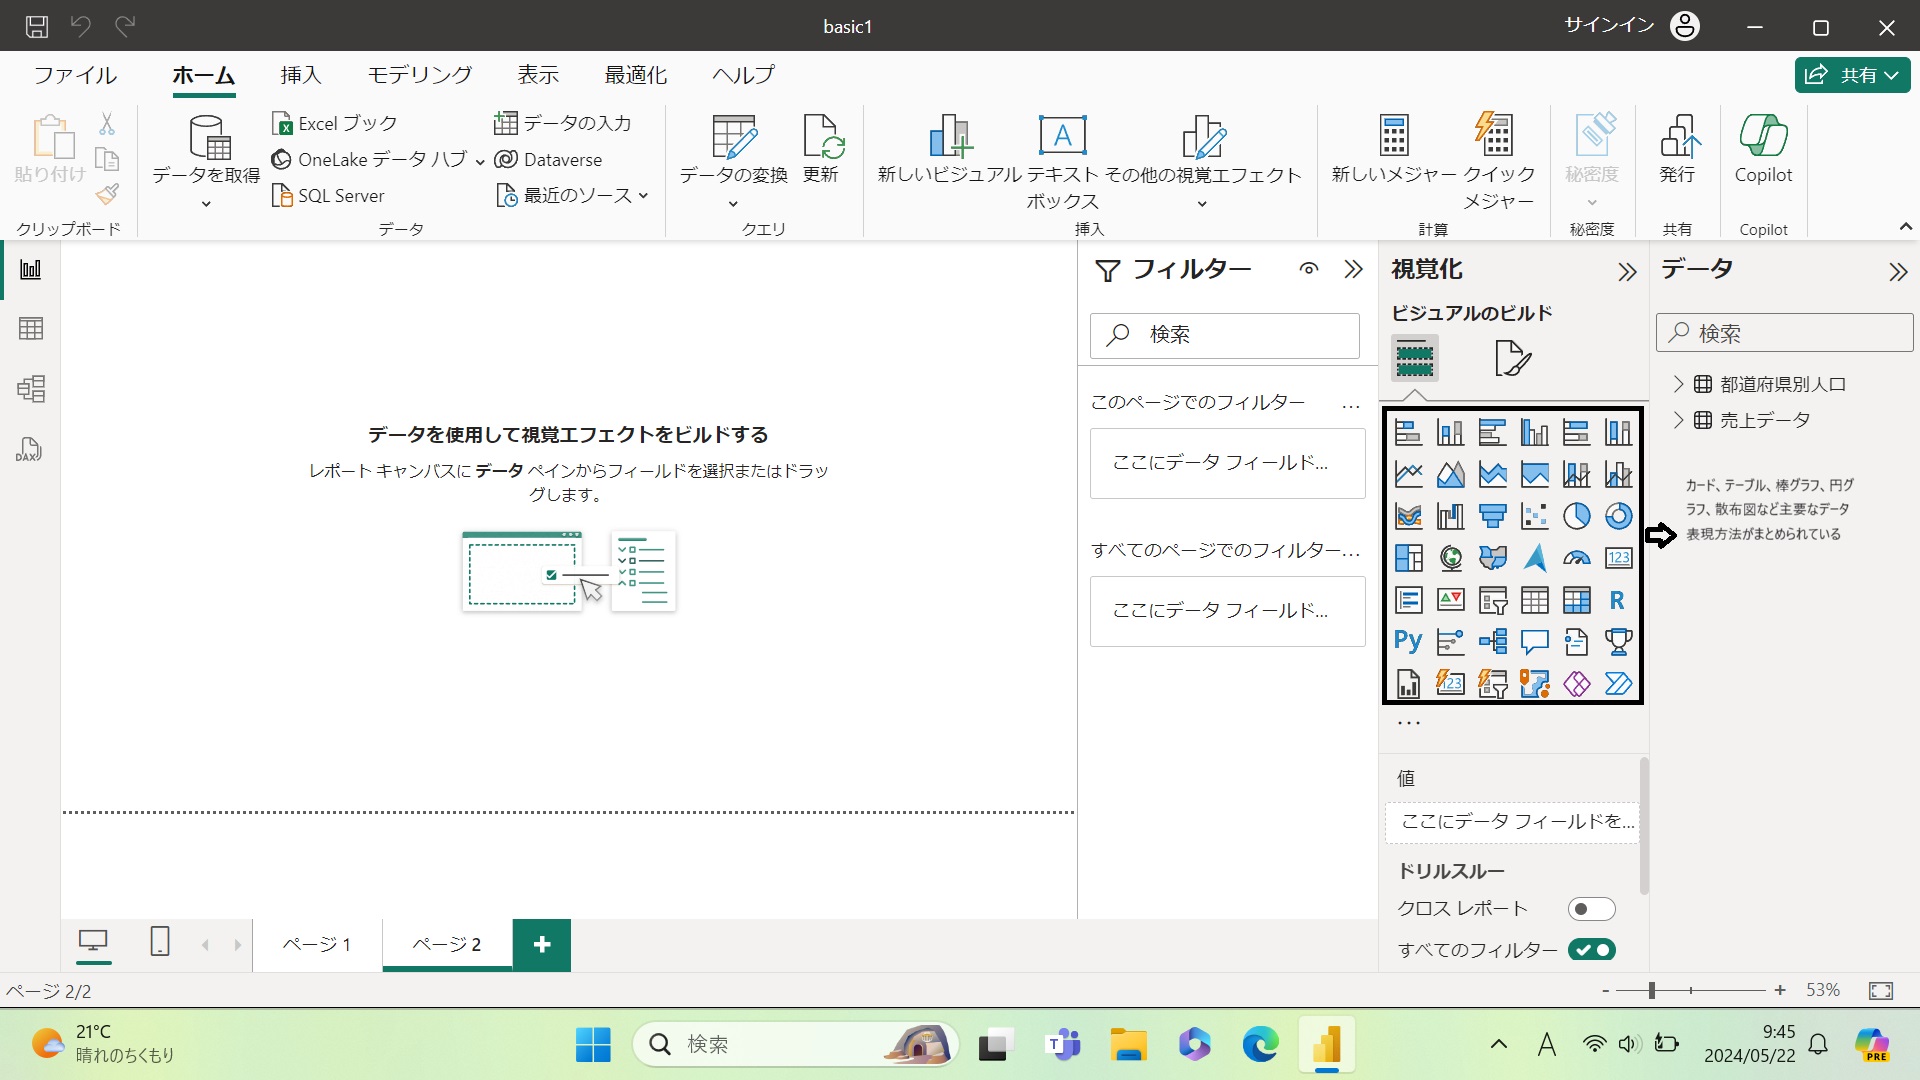 basic1
サインイン
ファイル
ホーム
挿入
モデリング
表示
最適化
ヘルプ
共有
貼り付け
クリップボード
データを取得
Excel ブック
OneLake データ ハブ
SQL Server
データの入力
Dataverse
最近のソース
データ
データの変換
更新
クエリ
新しいビジュアル
テキスト
ボックス
その他の視覚エフェクト
挿入
新しいメジャー
クイック
メジャー
計算
秘密度
秘密度
発行
共有
Copilot
Copilot
DAX
データを使用して視覚エフェクトをビルドする
レポート キャンバスに データ ペインからフィールドを選択またはドラッ
グします。
フィルター
検索
このページでのフィルター
...
ここにデータ フィールド...
すべてのページでのフィルター...
ここにデータ フィールド...
視覚化
ビジュアルのビルド
123
R
Py
123
...
値
ここにデータ フィールドを...
ドリルスルー
クロス レポート
すべてのフィルター
データ
検索
都道府県別人口
売上データ
カード、テーブル、棒グラフ、円グ
ラフ、散布図など主要なデータ
表現方法がまとめられている
ページ 1
ページ 2
ページ 2/2
- + 53%
21°C
晴れのちくもり
検索
A
9:45
2024/05/22
PRE